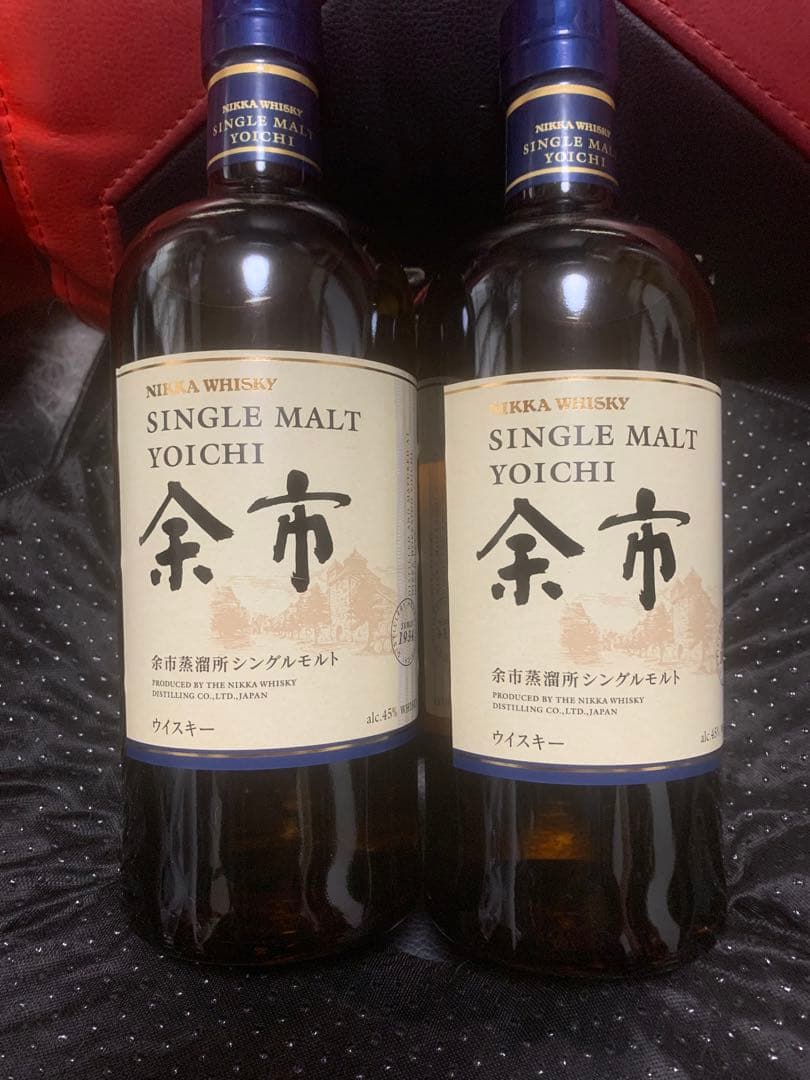 NIKKA WHISKY
SINGLE MALT
YOICHI
NIKKA WHISKY
SINGLE MALT
YOICHI
余市
SINCE
1934
余市蒸溜所シングルモルト
PRODUCED BY THE NIKKA WHISKY
DISTILLING CO.,LTD.,JAPAN
ウイスキー
alc.45%
NIKKA WHISKY
SINGLE MALT
YOICHI
NIKKA WHISKY
SINGLE MALT
YOICHI
余市
余市蒸溜所シングルモルト
PRODUCED BY THE NIKKA WHISKY
DISTILLING CO.,LTD.,JAPAN
ウイスキー
alc.45%